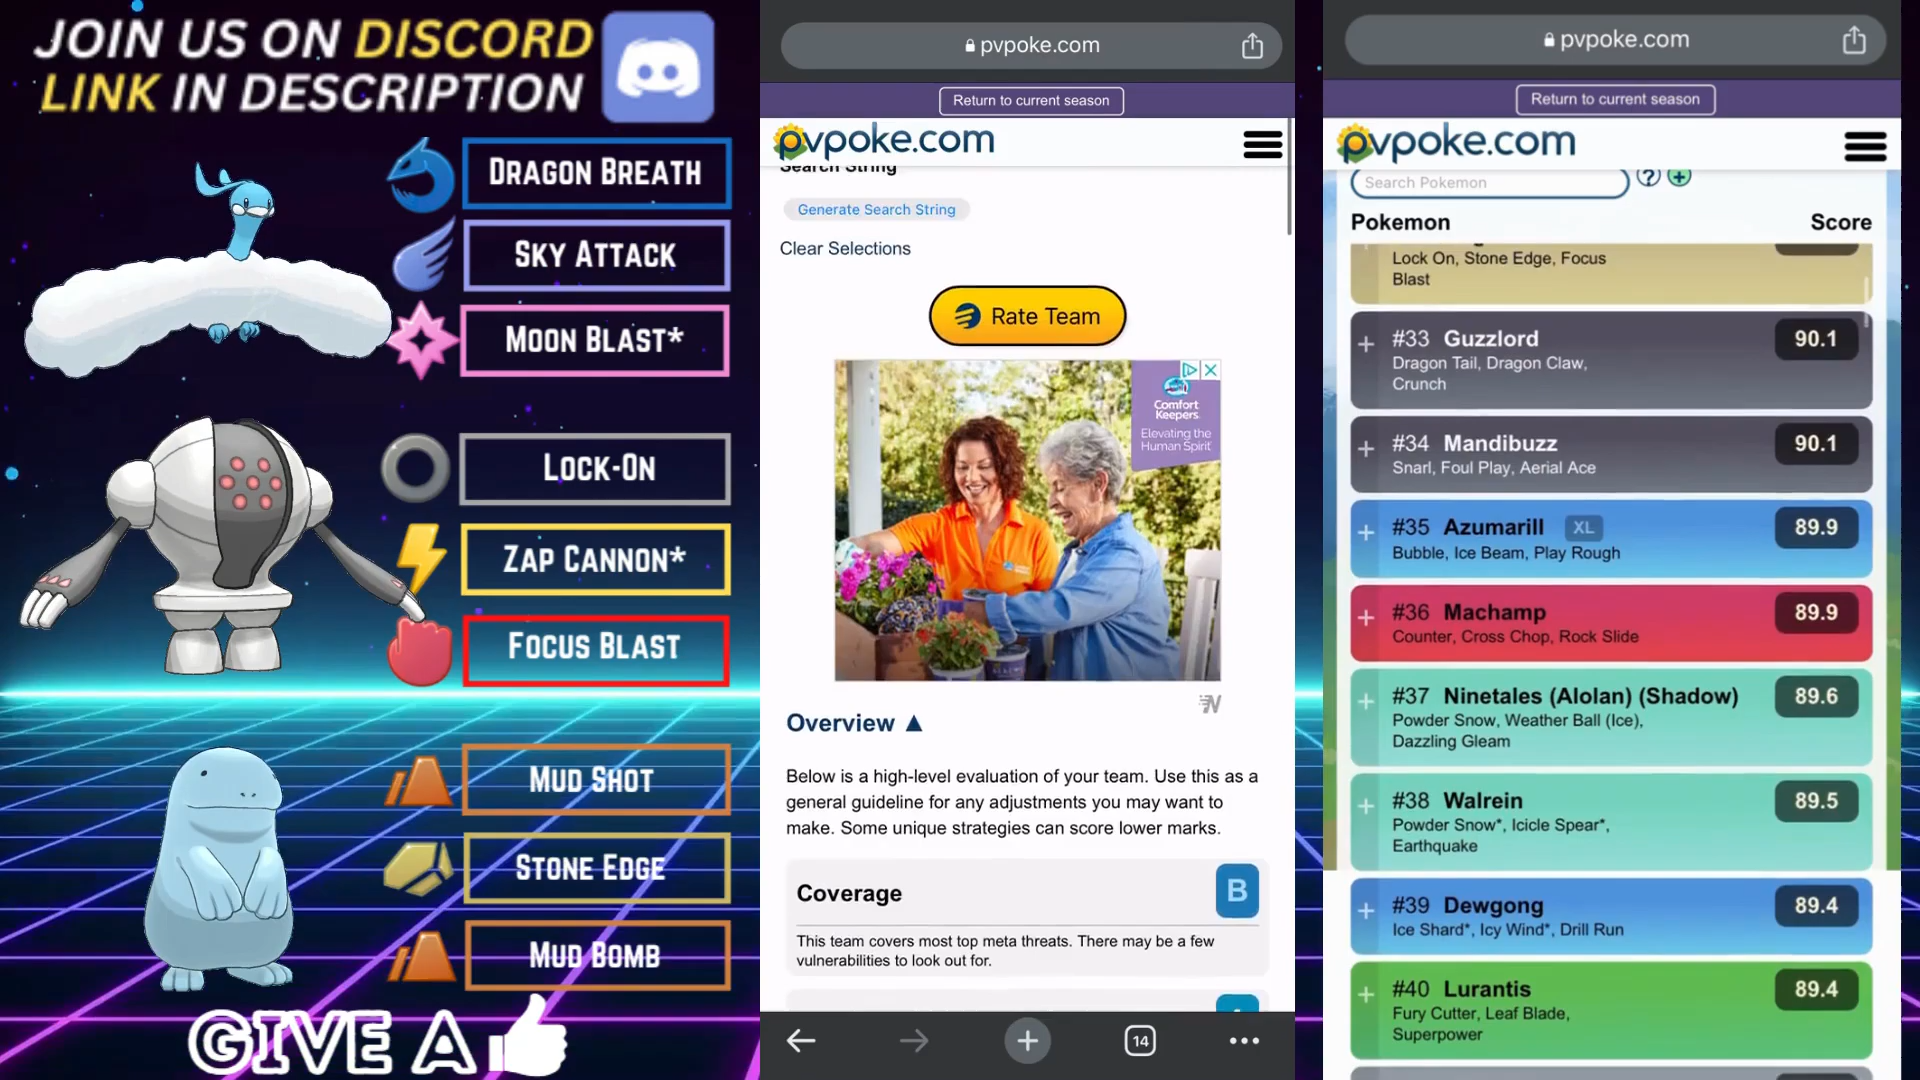 JOIN US ON DISCORD
LINK IN DESCRIPTION
DRAGON BREATH
SKY ATTACK
MOON BLAST*
LOCK-ON
ZAP CANNON*
FOCUS BLAST
MUD SHOT
STONE EDGE
MUD BOMB
GIVE A
pvpoke.com
Return to current season
pvpoke.com
Search String
Generate Search String
Clear Selections
Rate Team
Comfort
Keepers
Elevating the
Human Spirit
Overview ▲
Below is a high-level evaluation of your team. Use this as a
general guideline for any adjustments you may want to
make. Some unique strategies can score lower marks.
Coverage B
This team covers most top meta threats. There may be a few
vulnerabilities to look out for.
14
pvpoke.com
Return to current season
pvpoke.com
Search Pokemon ? +
Pokemon Score
Lock On, Stone Edge, Focus
Blast
+ #33 Guzzlord 90.1
Dragon Tail, Dragon Claw,
Crunch
+ #34 Mandibuzz 90.1
Snarl, Foul Play, Aerial Ace
+ #35 Azumarill XL 89.9
Bubble, Ice Beam, Play Rough
+ #36 Machamp 89.9
Counter, Cross Chop, Rock Slide
+ #37 Ninetales (Alolan) (Shadow) 89.6
Powder Snow, Weather Ball (Ice),
Dazzling Gleam
+ #38 Walrein 89.5
Powder Snow*, Icicle Spear*,
Earthquake
+ #39 Dewgong 89.4
Ice Shard*, Icy Wind*, Drill Run
+ #40 Lurantis 89.4
Fury Cutter, Leaf Blade,
Superpower